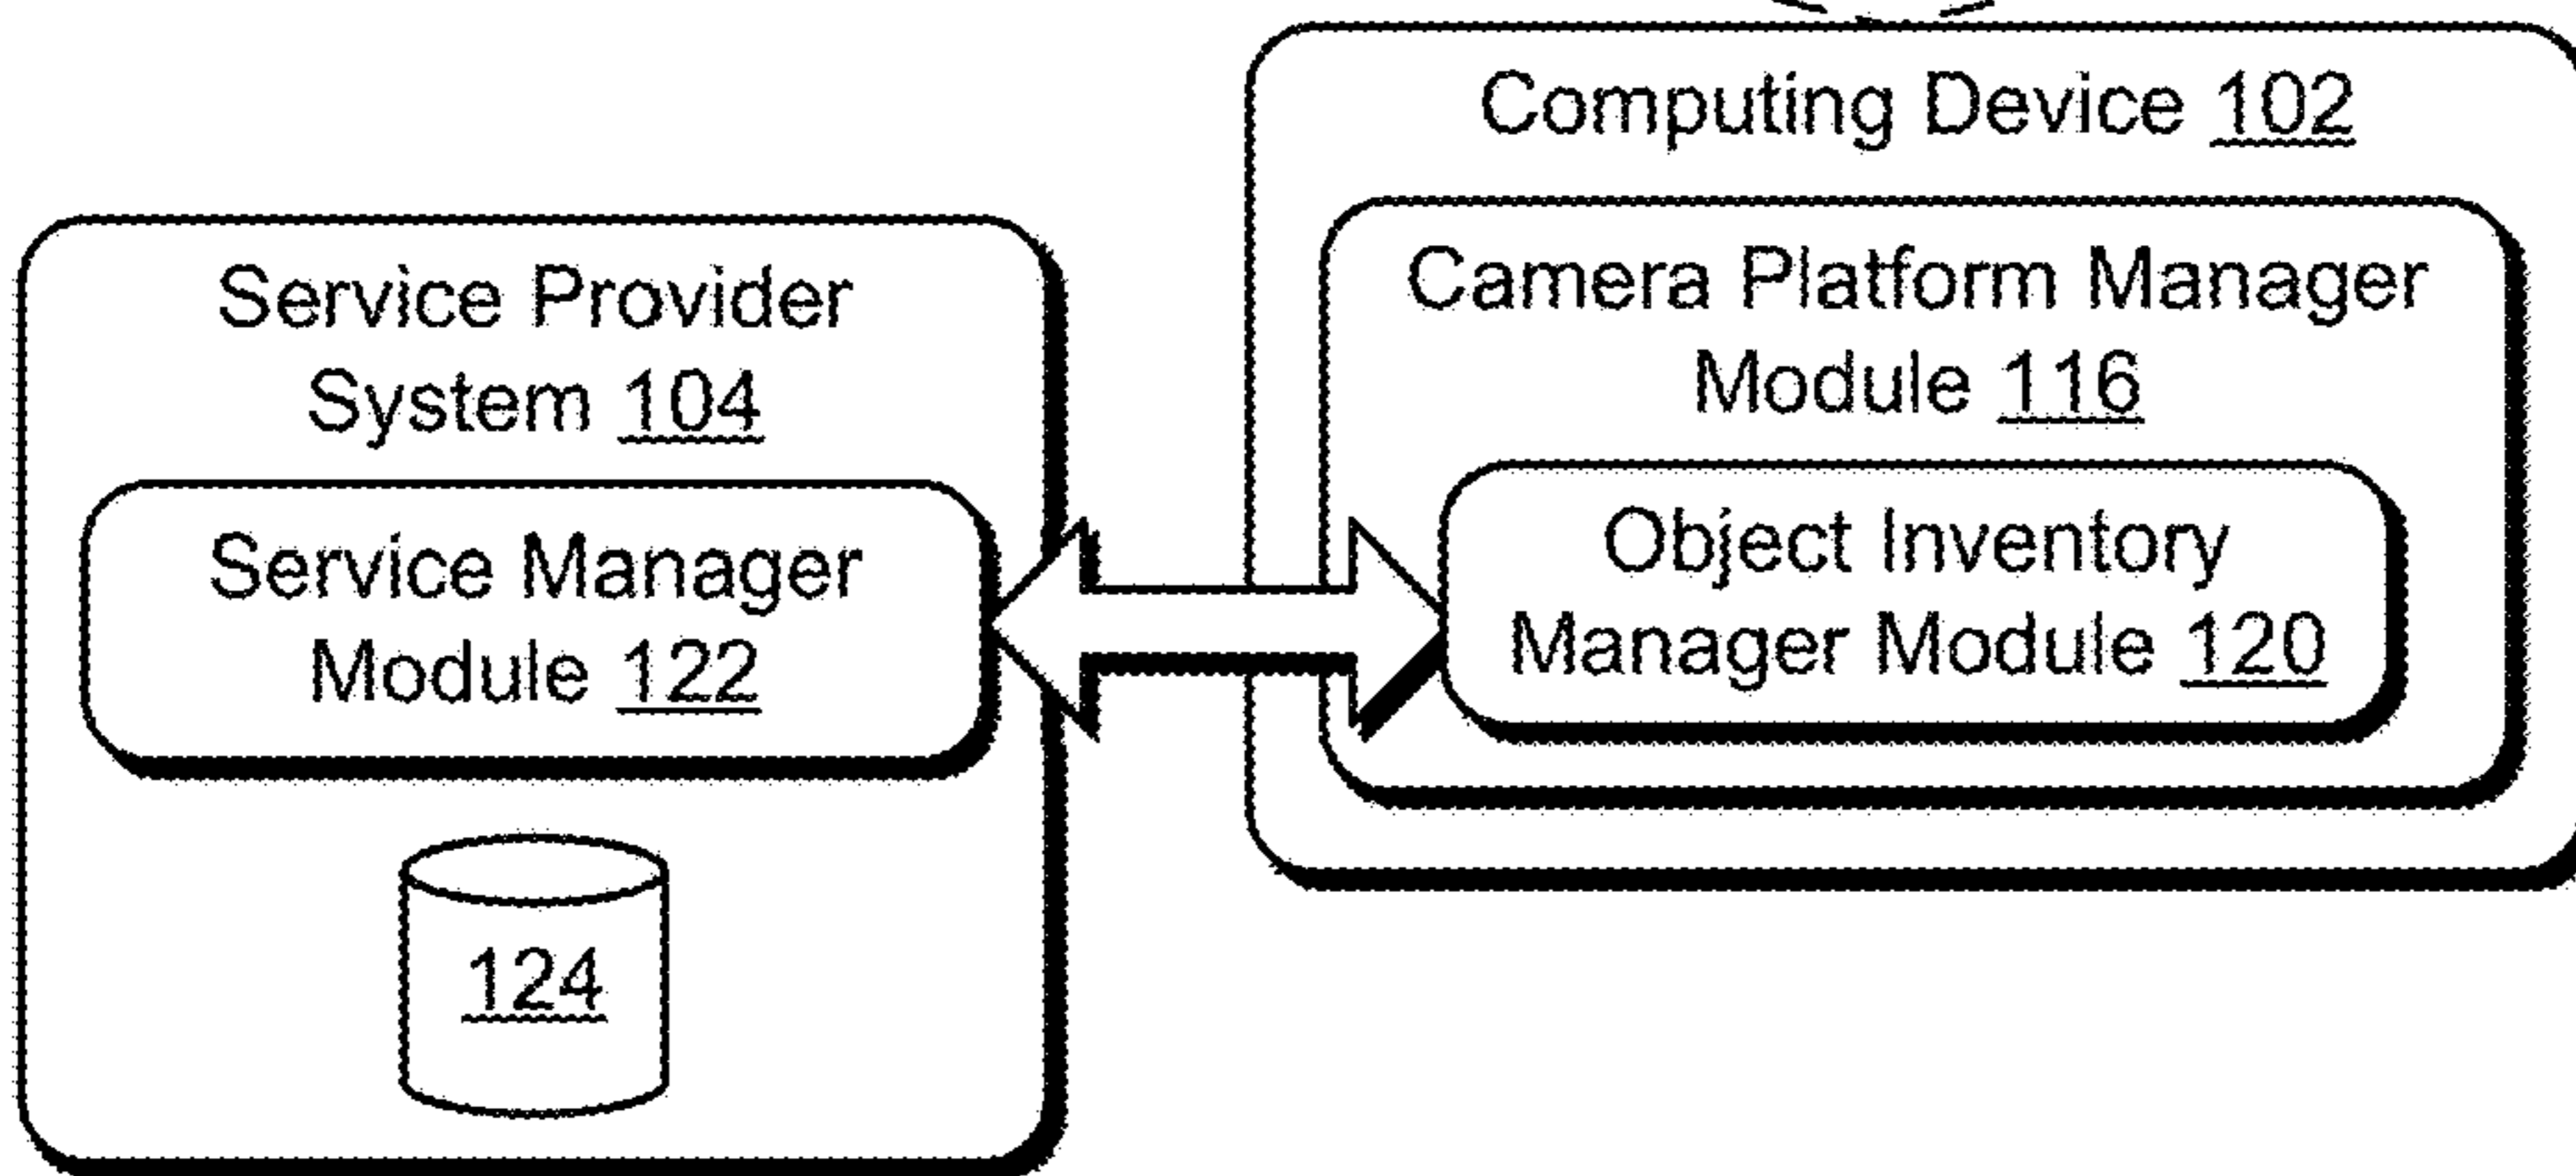 Computing Device 102
Camera Platform Manager
Module 116
Object Inventory
Manager Module 120
Service Provider
System 104
Service Manager
Module 122
124